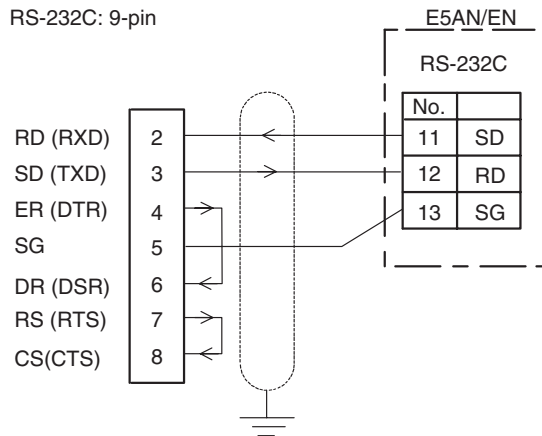 RS-232C: 9-pin
E5AN/EN
RS-232C
No.
RD (RXD) 2 11 SD
SD (TXD) 3 12 RD
ER (DTR) 4
13 SG
SG 5
DR (DSR) 6
RS (RTS) 7
CS(CTS) 8